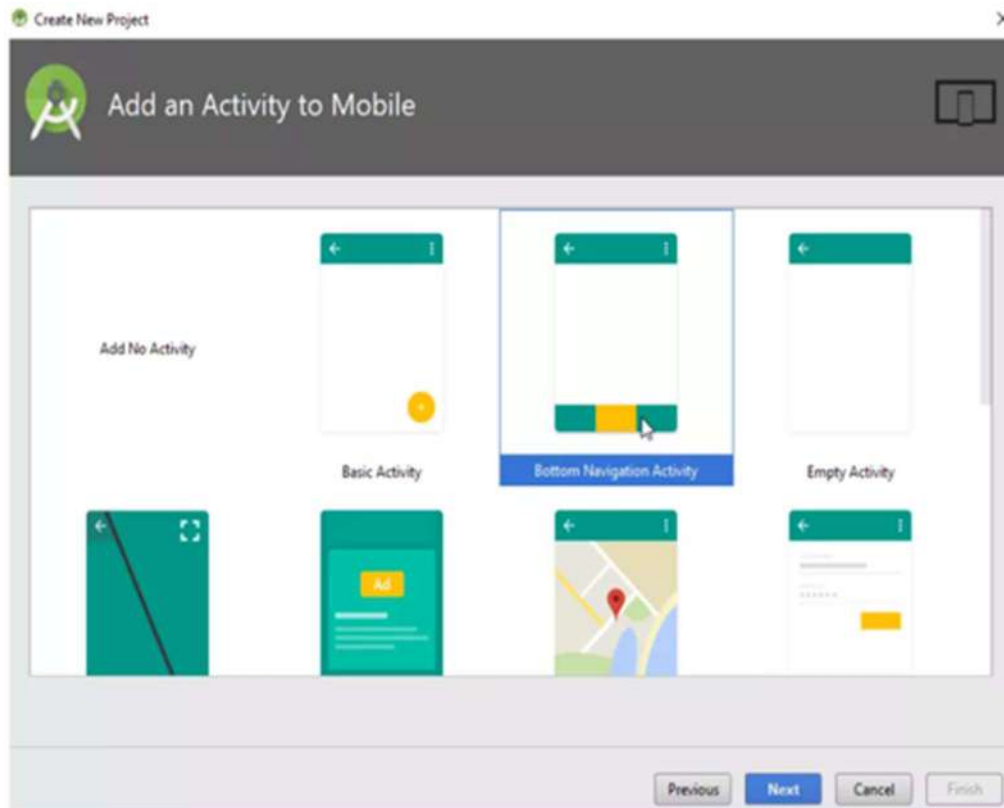 Create New Project
Add an Activity to Mobile
Add No Activity
Basic Activity
Bottom Navigation Activity
Empty Activity
Ad
Previous
Next
Cancel
Finish